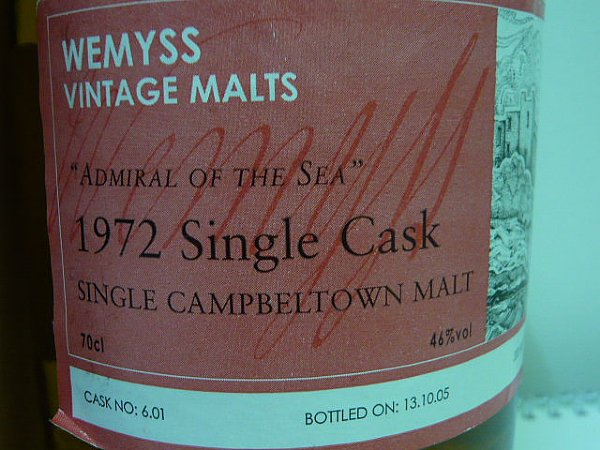 WEMYSS
VINTAGE MALTS
"ADMIRAL OF THE SEA"
1972 Single Cask
SINGLE CAMPBELTOWN MALT
70cl
46%vol
CASK NO: 6.01
BOTTLED ON: 13.10.05